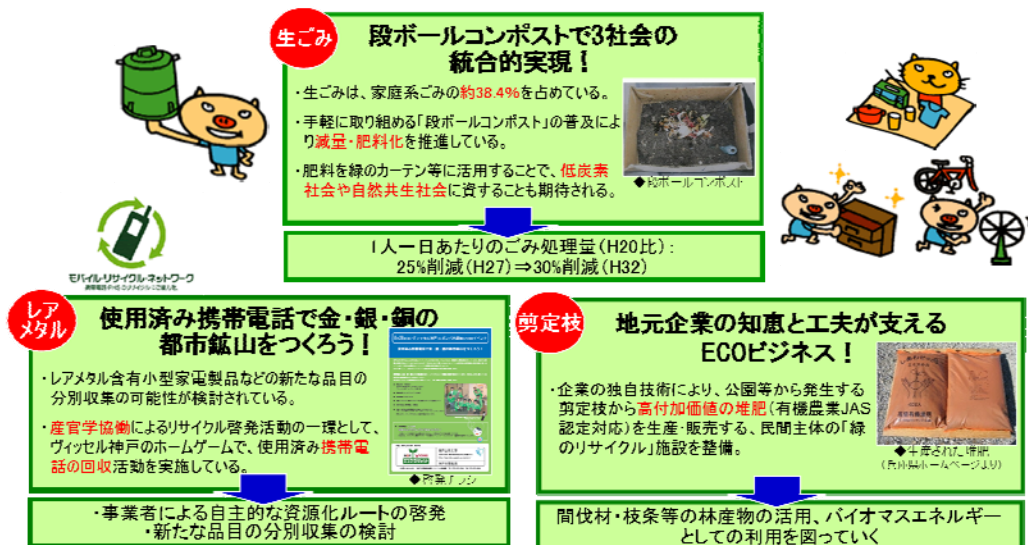 生ごみ
段ボールコンポストで3社会の
統合的実現！
・生ごみは、家庭系ごみの約38.4%を占めている。
・手軽に取り組める「段ボールコンポスト」の普及によ
り減量・肥料化を推進している。
・肥料を緑のカーテン等に活用することで、低炭素
社会や自然共生社会に資することも期待される。
◆段ボールコンポスト
1人一日あたりのごみ処理量(H20比):
25%削減(H27)⇒30%削減(H32)
モバイル・リサイクル・ネットワーク
レア
メタル
使用済み携帯電話で金・銀・銅の
都市鉱山をつくろう！
・レアメタル含有小型家電製品などの新たな品目の
分別収集の可能性が検討されている。
・産官学協働によるリサイクル啓発活動の一環として、
ヴィッセル神戸のホームゲームで、使用済み携帯電
話の回収活動を実施している。
◆啓発チラシ
・事業者による自主的な資源化ルートの啓発
・新たな品目の分別収集の検討
剪定枝
地元企業の知恵と工夫が支える
ECOビジネス！
・企業の独自技術により、公園等から発生する
剪定枝から高付加価値の堆肥(有機農業JAS
認定対応)を生産・販売する、民間主体の「緑
のリサイクル」施設を整備。
◆生産された堆肥
(兵庫県ホームページより)
間伐材・枝条等の林産物の活用、バイオマスエネルギー
としての利用を図っていく